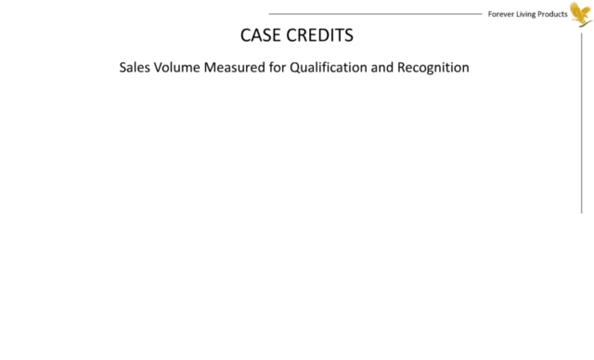 Forever Living Products
CASE CREDITS
Sales Volume Measured for Qualification and Recognition